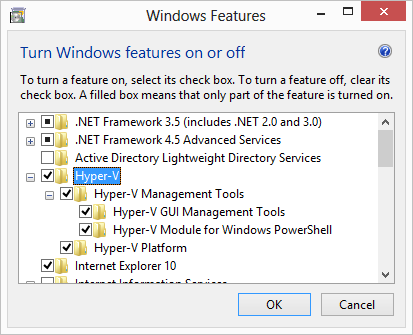 Windows Features
Turn Windows features on or off
To turn a feature on, select its check box. To turn a feature off, clear its
check box. A filled box means that only part of the feature is turned on.
.NET Framework 3.5 (includes .NET 2.0 and 3.0)
.NET Framework 4.5 Advanced Services
Active Directory Lightweight Directory Services
Hyper-V
Hyper-V Management Tools
Hyper-V GUI Management Tools
Hyper-V Module for Windows PowerShell
Hyper-V Platform
Internet Explorer 10
Internet Information Services
OK Cancel